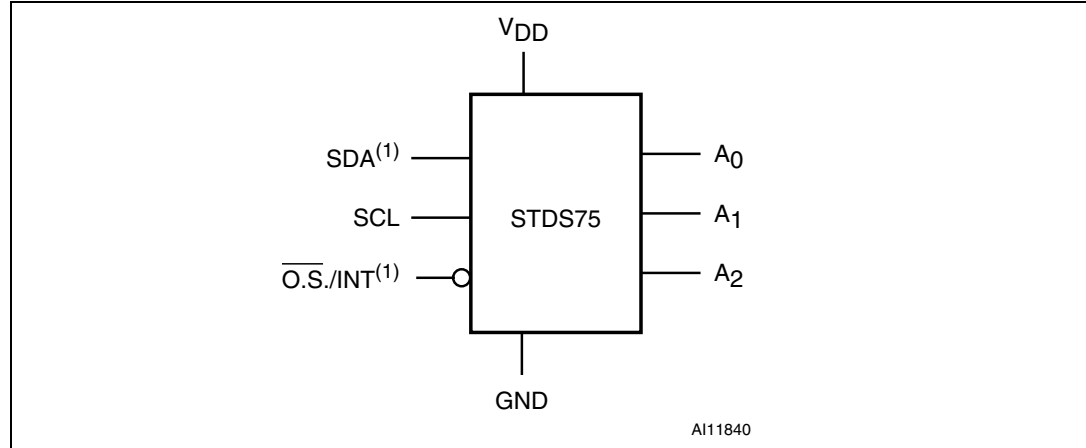 VDD
SDA(1)
SCL
O.S./INT(1)
STDS75
A0
A1
A2
GND
AI11840